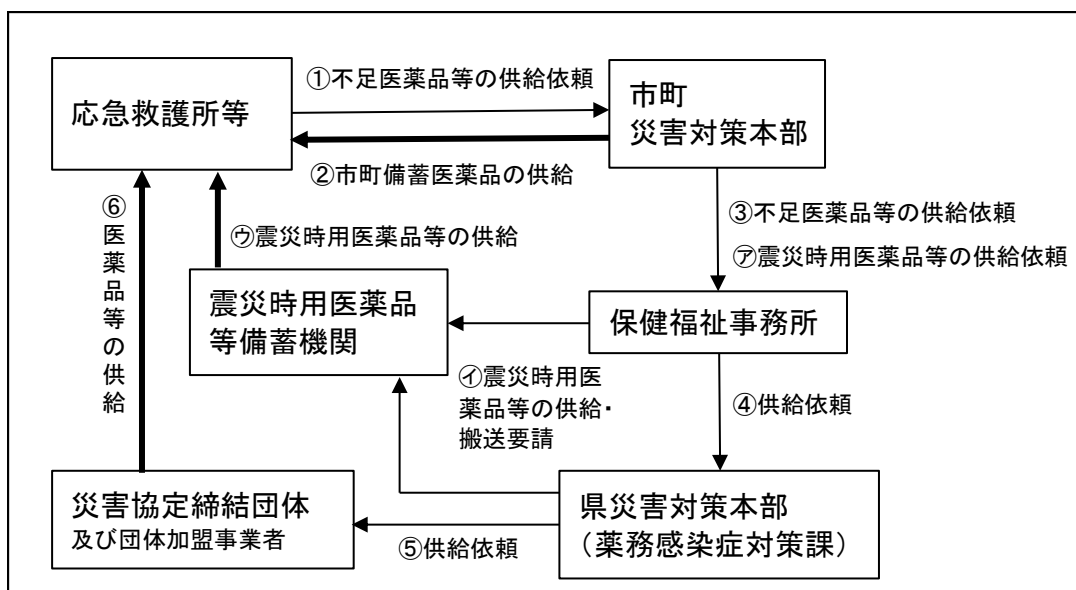 応急救護所等
①不足医薬品等の供給依頼
市町
災害対策本部
②市町備蓄医薬品の供給
⑥医薬品等の供給
③不足医薬品等の供給依頼
㋒震災時用医薬品等の供給
㋐震災時用医薬品等の供給依頼
震災時用医薬品
等備蓄機関
保健福祉事務所
㋑震災時用医
薬品等の供給・
搬送要請
④供給依頼
災害協定締結団体
及び団体加盟事業者
⑤供給依頼
県災害対策本部
（薬務感染症対策課）